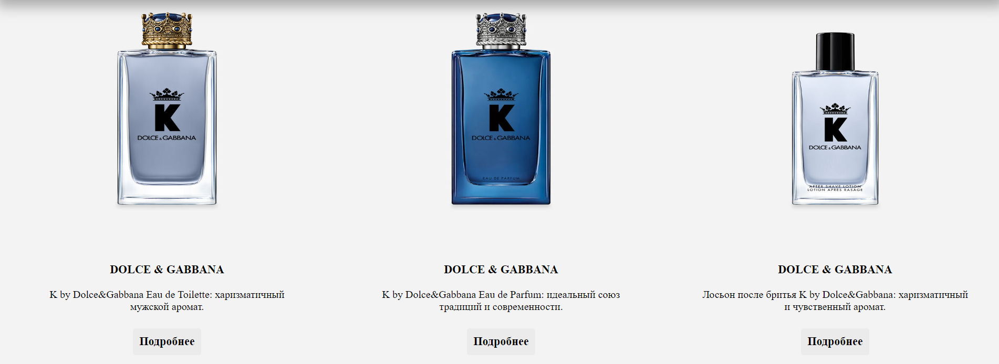 K
DOLCE & GABBANA
K
DOLCE & GABBANA
EAU DE PARFUM
K
DOLCE & GABBANA
AFTER SHAVE LOTION
LOTION APRES RASAGE
DOLCE & GABBANA
K by Dolce&Gabbana Eau de Toilette: харизматичный
мужской аромат.
Подробнее
DOLCE & GABBANA
K by Dolce&Gabbana Eau de Parfum: идеальный союз
традиций и современности.
Подробнее
DOLCE & GABBANA
Лосьон после бритья K by Dolce&Gabbana: харизматичный
и чувственный аромат.
Подробнее